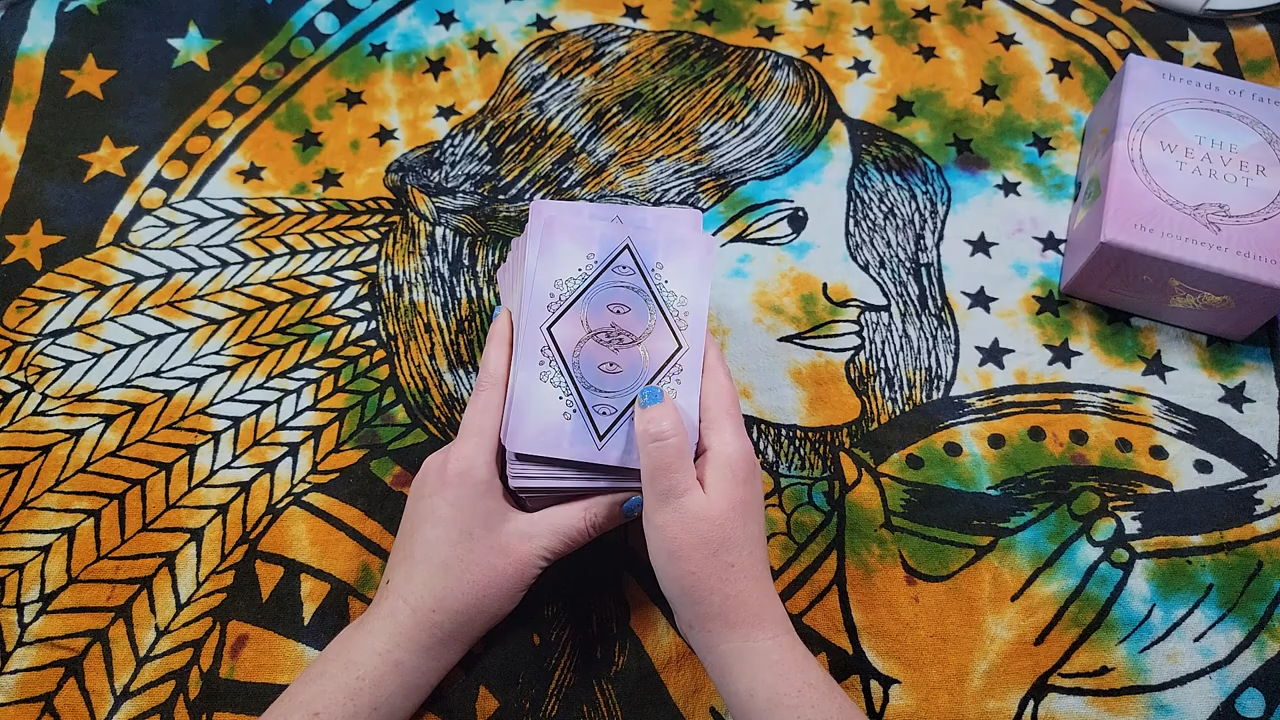 threads of fate
THE
WEAVER
TAROT
the journeyer edition